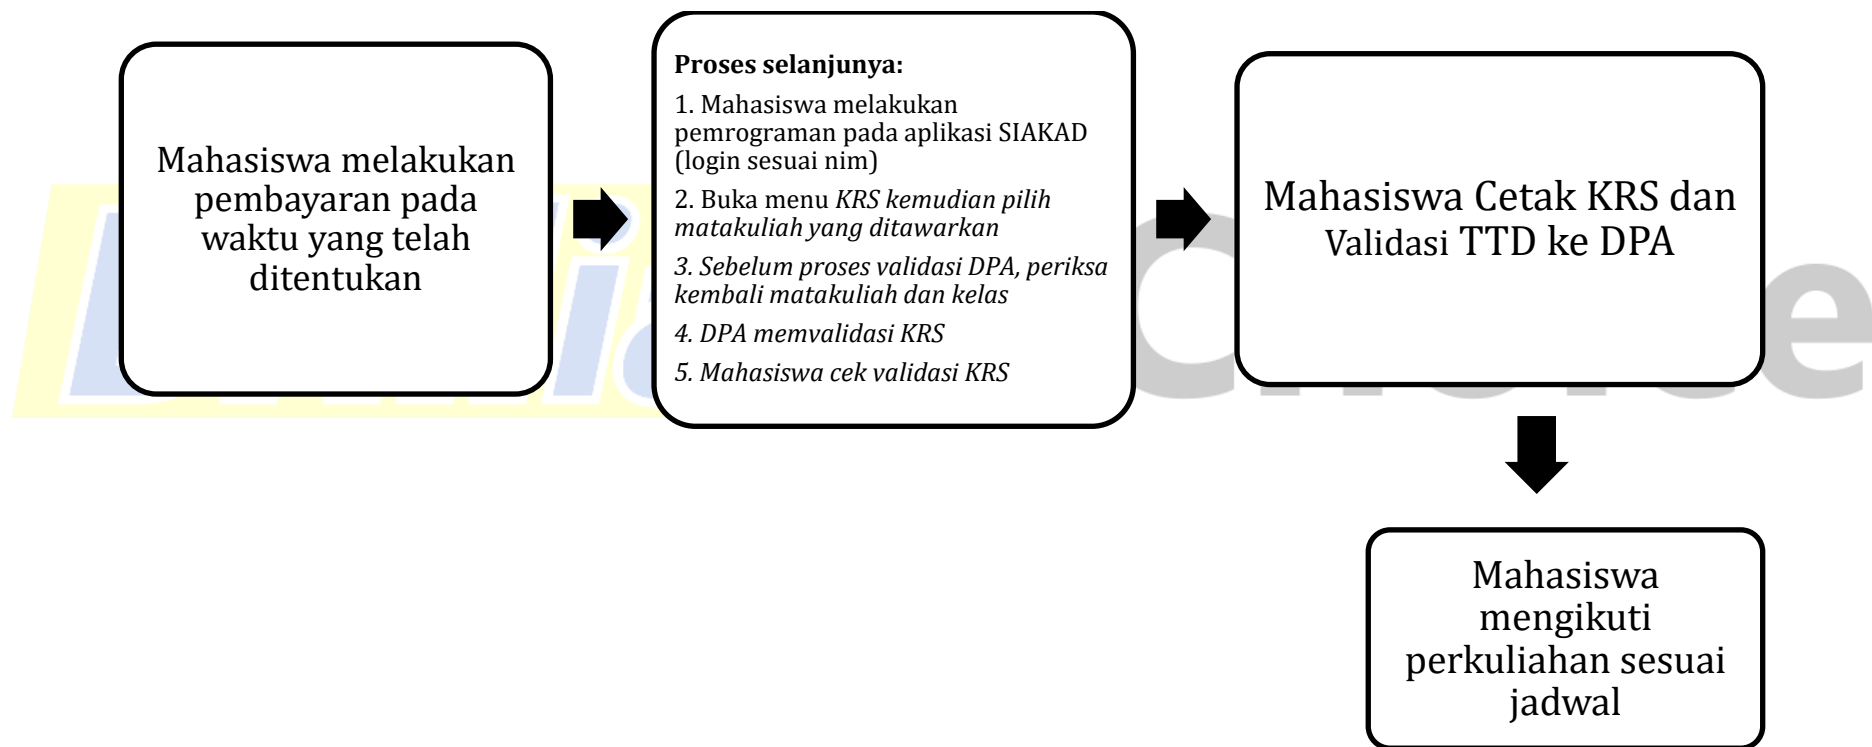 Mahasiswa melakukan
pembayaran pada
waktu yang telah
ditentukan
Proses selanjunya:
1. Mahasiswa melakukan
pemrograman pada aplikasi SIAKAD
(login sesuai nim)
2. Buka menu KRS kemudian pilih
matakuliah yang ditawarkan
3. Sebelum proses validasi DPA, periksa
kembali matakuliah dan kelas
4. DPA memvalidasi KRS
5. Mahasiswa cek validasi KRS
Mahasiswa Cetak KRS dan
Validasi TTD ke DPA
Mahasiswa
mengikuti
perkuliahan sesuai
jadwal